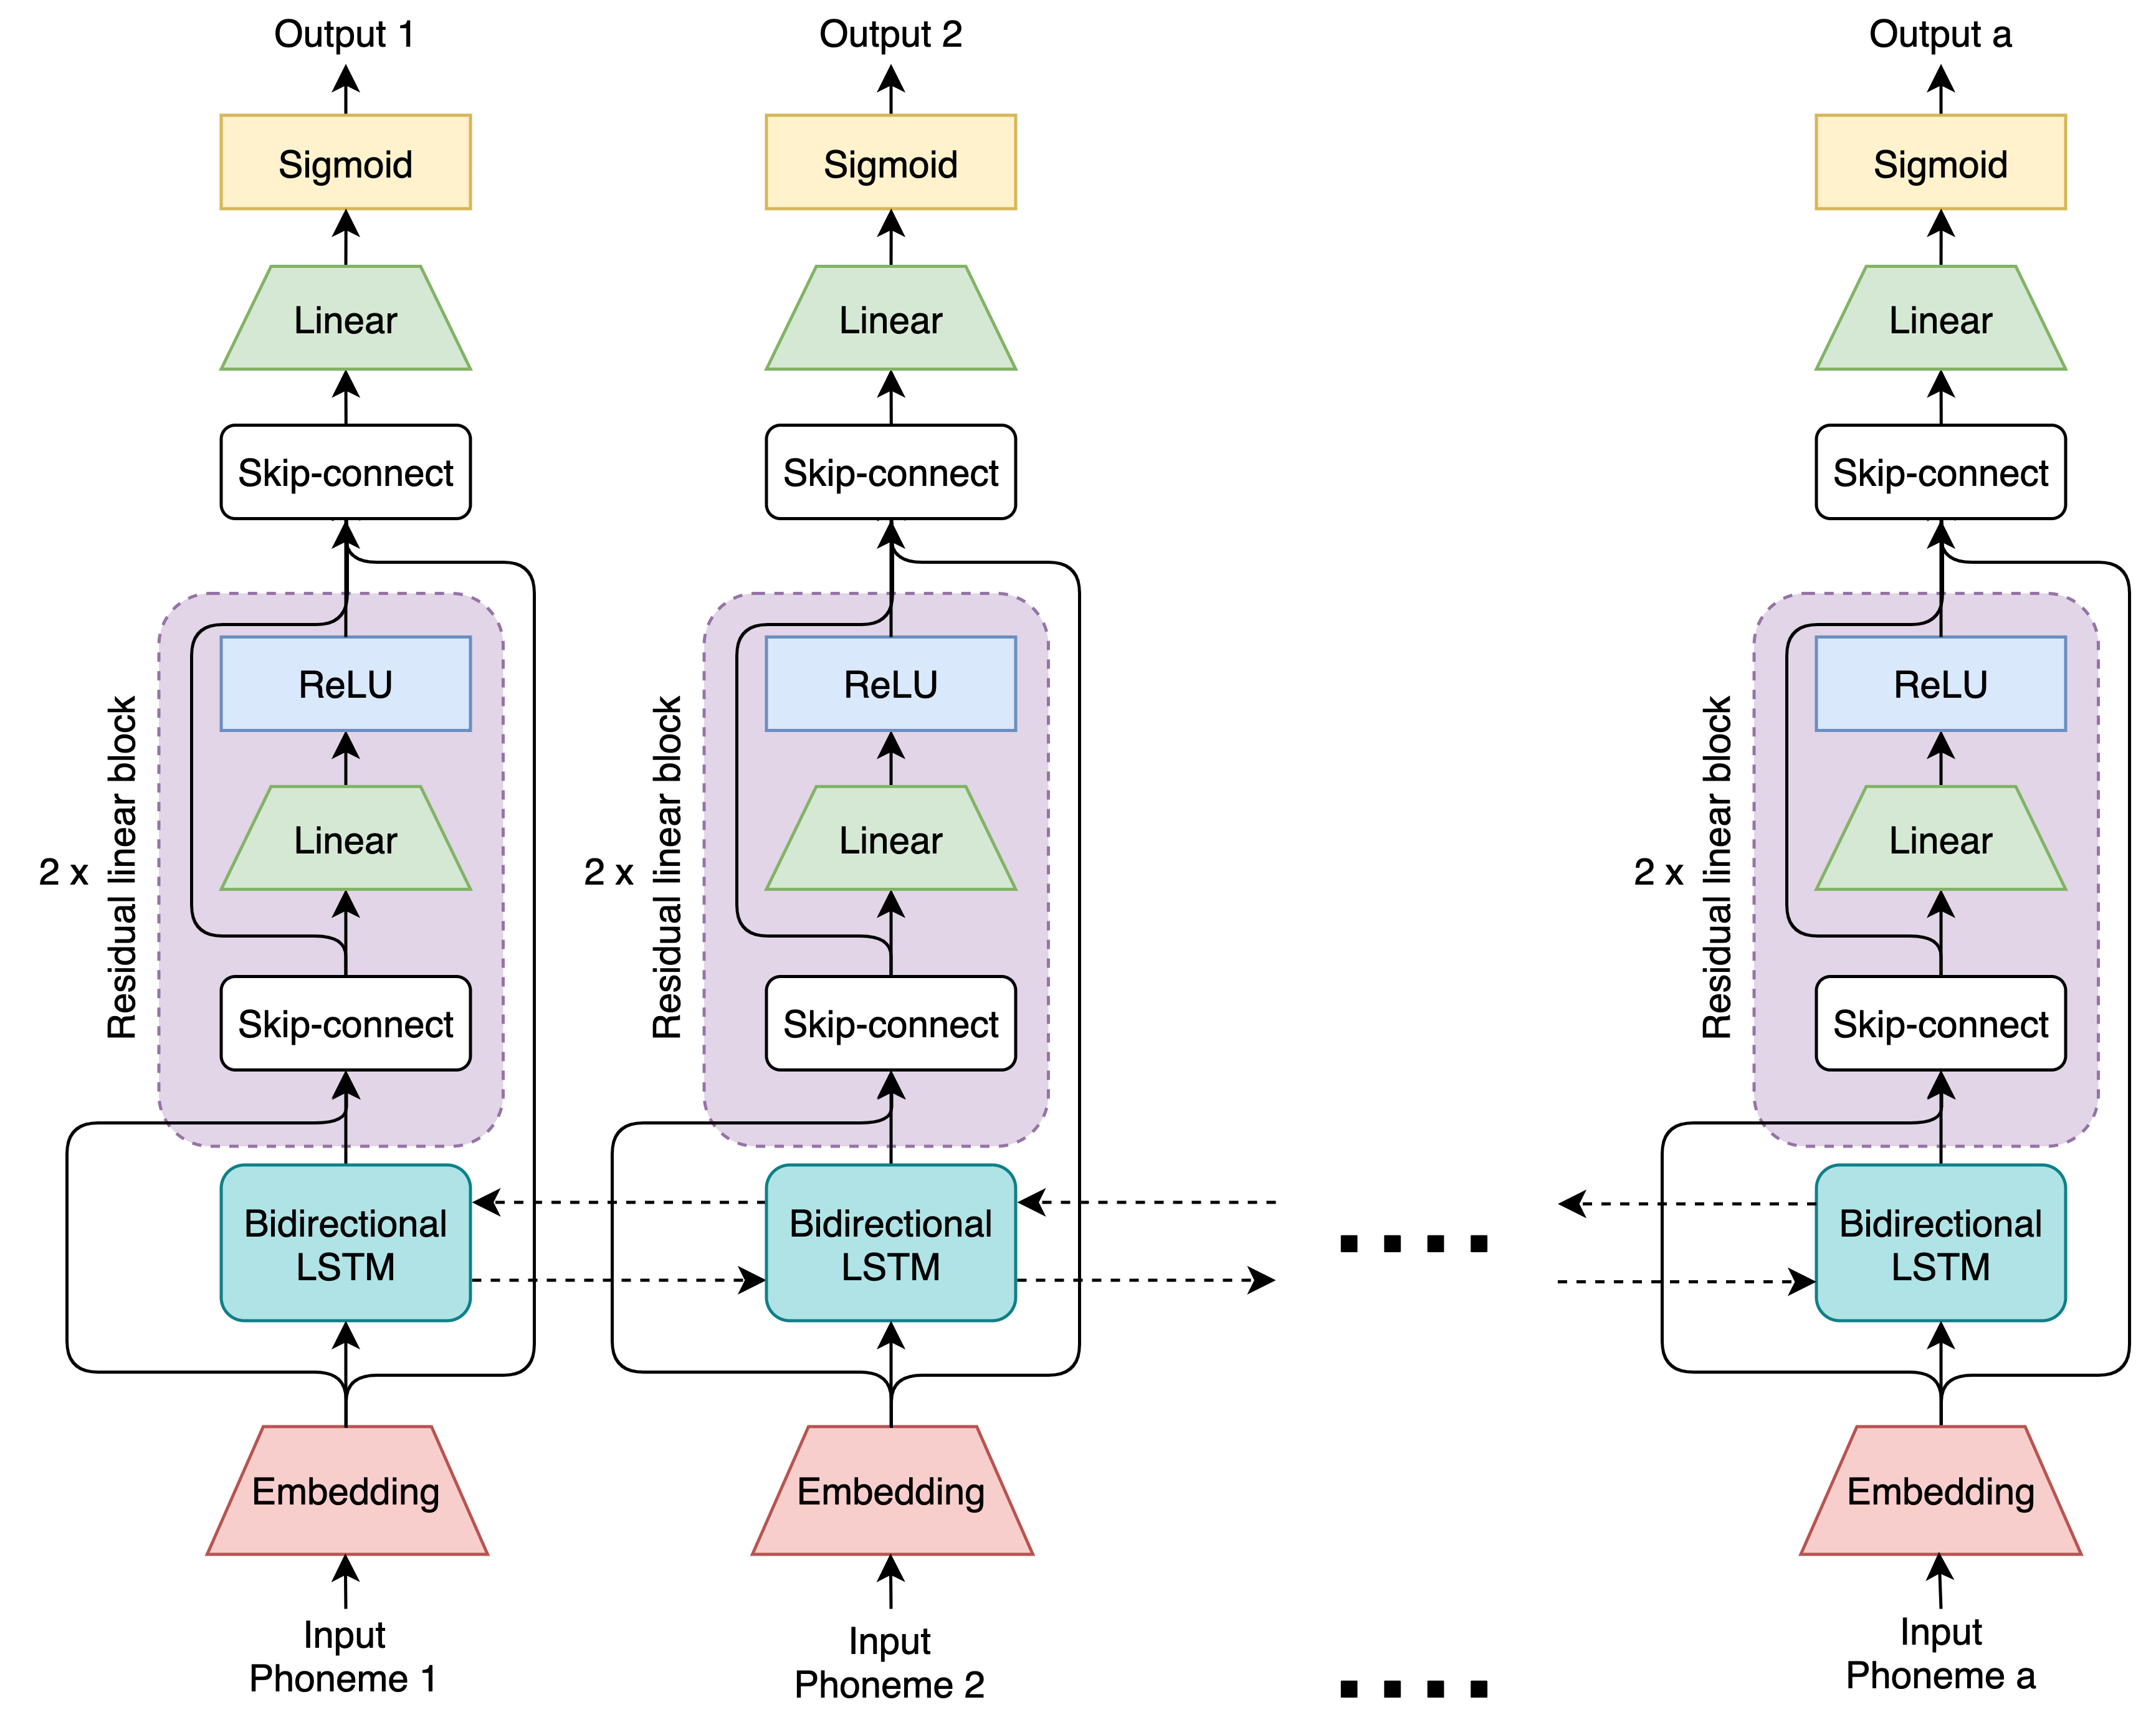 Output 1
Sigmoid
Linear
Skip-connect
ReLU
Linear
Skip-connect
2 x
Residual linear block
Bidirectional
LSTM
Embedding
Input
Phoneme 1
Output 2
Sigmoid
Linear
Skip-connect
ReLU
Linear
Skip-connect
2 x
Residual linear block
Bidirectional
LSTM
Embedding
Input
Phoneme 2
Output a
Sigmoid
Linear
Skip-connect
ReLU
Linear
Skip-connect
2 x
Residual linear block
Bidirectional
LSTM
Embedding
Input
Phoneme a